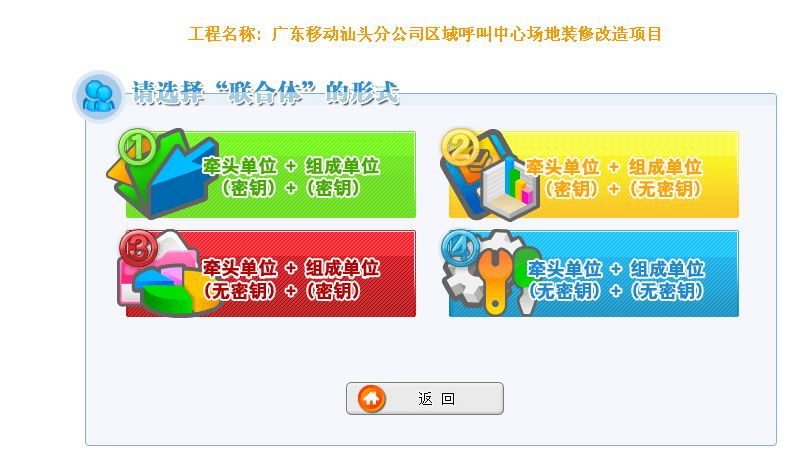 工程名称: 广东移动汕头分公司区域呼叫中心场地装修改造项目
请选择“联合体”的形式
1
牵头单位 + 组成单位
(密钥) + (密钥)
2
牵头单位 + 组成单位
(密钥) + (无密钥)
3
牵头单位 + 组成单位
(无密钥) + (密钥)
4
牵头单位 + 组成单位
(无密钥) + (无密钥)
返 回